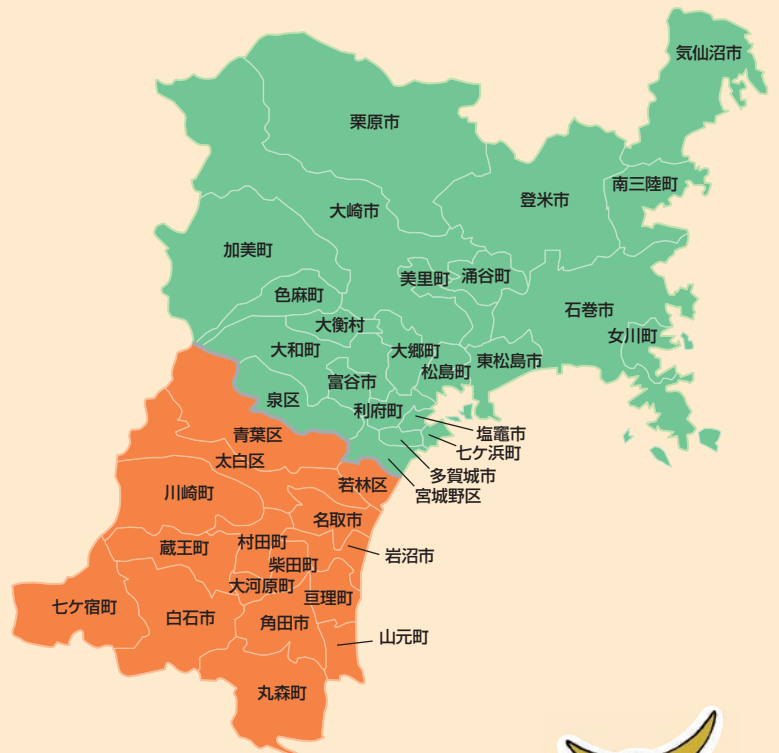 気仙沼市
栗原市
南三陸町
登米市
大崎市
加美町
美里町
涌谷町
色麻町
石巻市
大衡村
女川町
大和町
大郷町
東松島市
松島町
富谷市
泉区
利府町
塩竈市
青葉区
七ケ浜町
太白区
多賀城市
若林区
宮城野区
川崎町
名取市
村田町
蔵王町
岩沼市
柴田町
大河原町
亘理町
七ケ宿町
白石市
角田市
山元町
丸森町